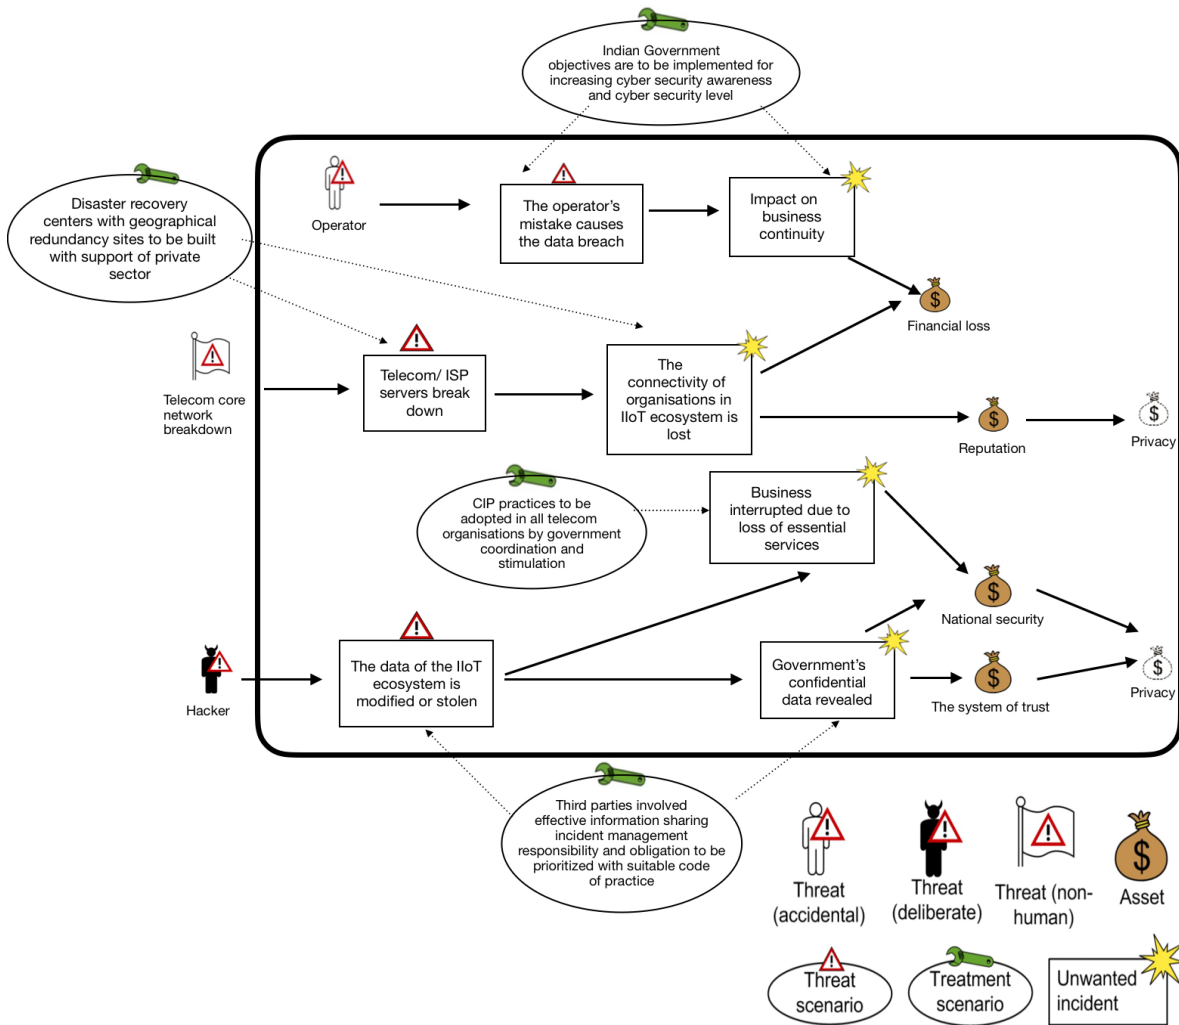 Indian Government
objectives are to be implemented for
increasing cyber security awareness
and cyber security level
Disaster recovery
centers with geographical
redundancy sites to be built
with support of private
sector
Operator
The operator's
mistake causes
the data breach
Impact on
business
continuity
Financial loss
Telecom core
network
breakdown
Telecom/ ISP
servers break
down
The
connectivity of
organisations in
IIoT ecosystem is
lost
Reputation
Privacy
CIP practices to be
adopted in all telecom
organisations by government
coordination and
stimulation
Business
interrupted due to
loss of essential
services
National security
Hacker
The data of the IIoT
ecosystem is
modified or stolen
Government's
confidential
data revealed
The system of trust
Privacy
Third parties involved
effective information sharing
incident management
responsibility and obligation to be
prioritized with suitable code
of practice
Threat
(accidental)
Threat
(deliberate)
Threat (non-
human)
Asset
Threat
scenario
Treatment
scenario
Unwanted
incident